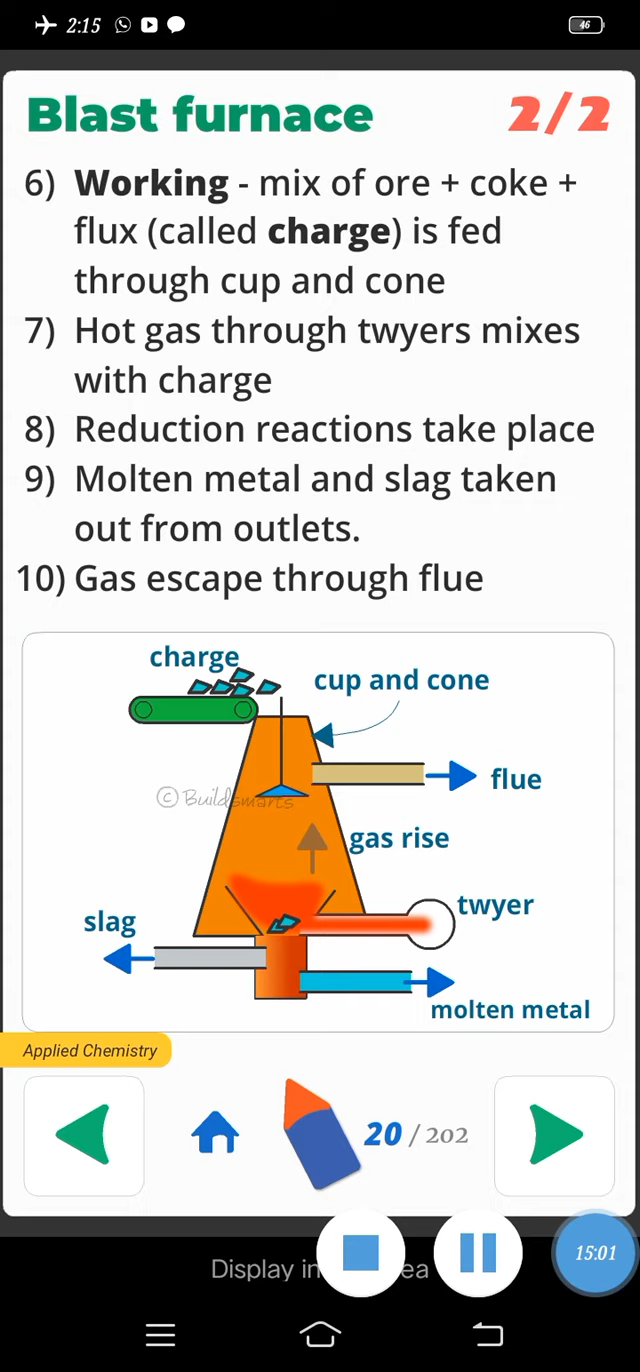 2:15
46
Blast furnace 2/2
6) Working - mix of ore + coke +
flux (called charge) is fed
through cup and cone
7) Hot gas through twyers mixes
with charge
8) Reduction reactions take place
9) Molten metal and slag taken
out from outlets.
10) Gas escape through flue
charge
cup and cone
flue
© Buildsmarts
gas rise
twyer
slag
molten metal
Applied Chemistry
20 / 202
15:01
Display in